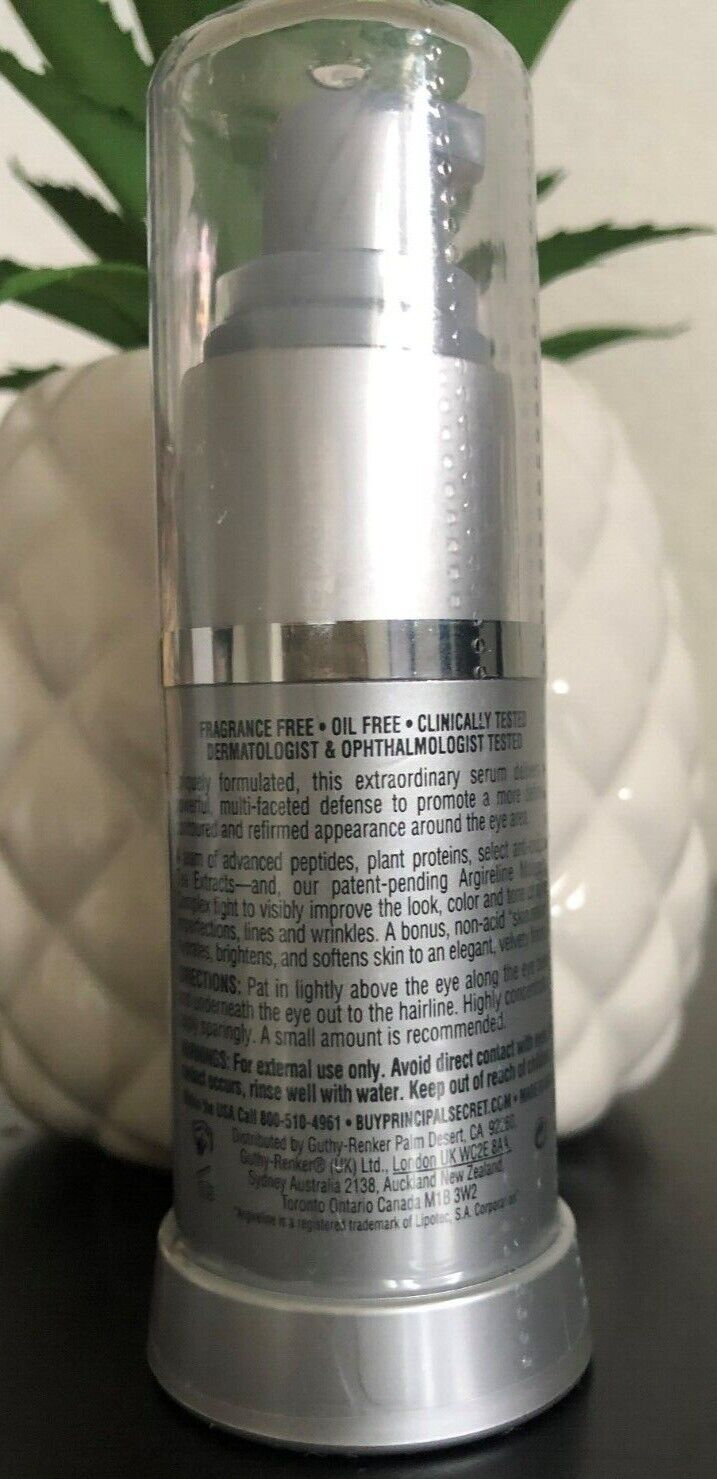 FRAGRANCE FREE • OIL FREE • CLINICALLY TESTED
DERMATOLOGIST & OPHTHALMOLOGIST TESTED
formulated, this extraordinary serum
multi-faceted defense to promote a more
and refirmed appearance around the eye area.
of advanced peptides, plant proteins, select
Extracts—and, our patent-pending Argireline
fight to visibly improve the look, color and tone
lines and wrinkles. A bonus, non-acid "skin
brightens, and softens skin to an elegant, velvety
DIRECTIONS: Pat in lightly above the eye along the eye
underneath the eye out to the hairline. Highly
sparingly. A small amount is recommended.
WARNINGS: For external use only. Avoid direct contact with
occurs, rinse well with water. Keep out of reach of
the USA Call 800-510-4961 • BUYPRINCIPALSECRET.COM •
Distributed by Guthy-Renker Palm Desert, CA
Guthy-Renker® (UK) Ltd., London UK WC2E
Sydney Australia 2138, Auckland New Zealand
Toronto Ontario Canada M1B 3W2
"Argireline is a registered trademark of Lipotec, S.A.